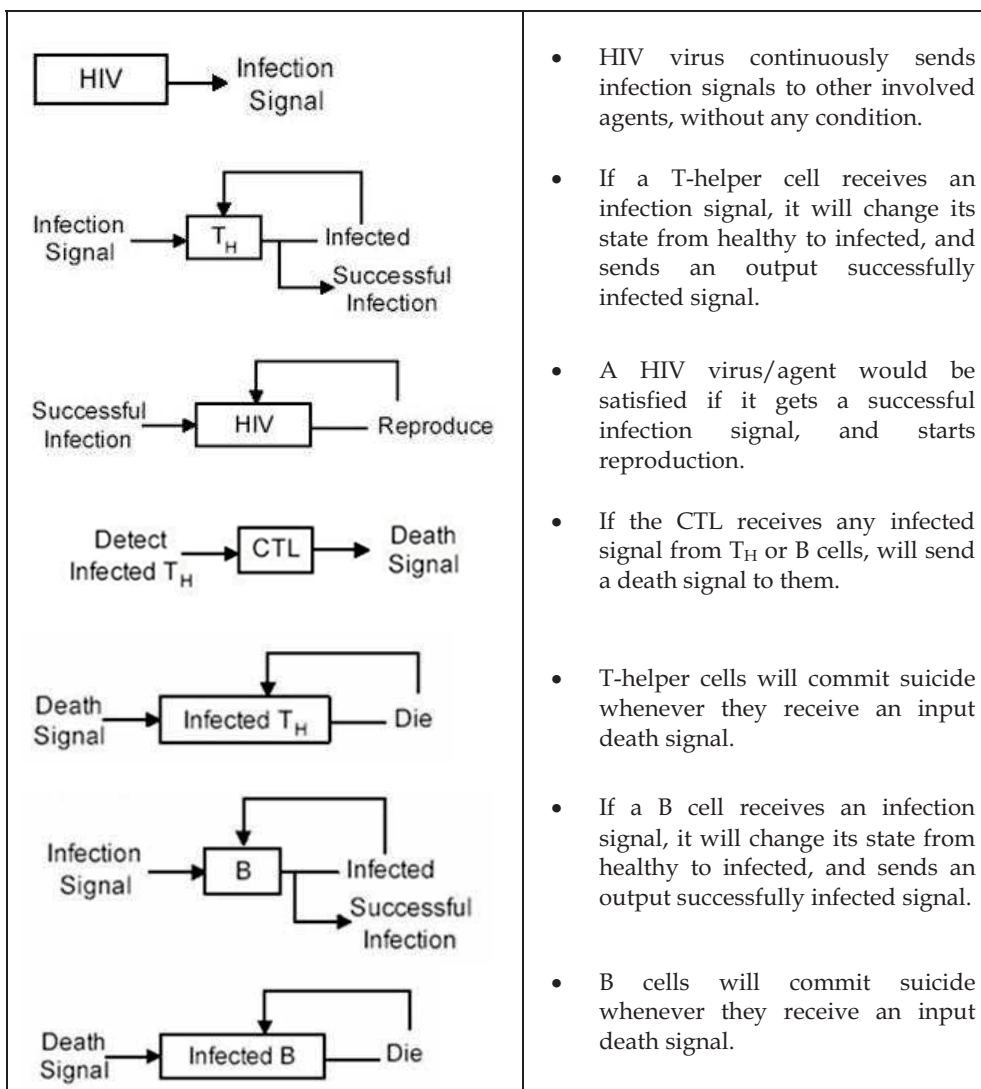 HIV
Infection
Signal
• HIV virus continuously sends
infection signals to other involved
agents, without any condition.
Infection
Signal
T_H
Infected
Successful
Infection
• If a T-helper cell receives an
infection signal, it will change its
state from healthy to infected, and
sends an output successfully
infected signal.
Successful
Infection
HIV
Reproduce
• A HIV virus/agent would be
satisfied if it gets a successful
infection signal, and starts
reproduction.
Detect
Infected T_H
CTL
Death
Signal
• If the CTL receives any infected
signal from T_H or B cells, will send
a death signal to them.
Death
Signal
Infected T_H
Die
• T-helper cells will commit suicide
whenever they receive an input
death signal.
Infection
Signal
B
Infected
Successful
Infection
• If a B cell receives an infection
signal, it will change its state from
healthy to infected, and sends an
output successfully infected signal.
Death
Signal
Infected B
Die
• B cells will commit suicide
whenever they receive an input
death signal.